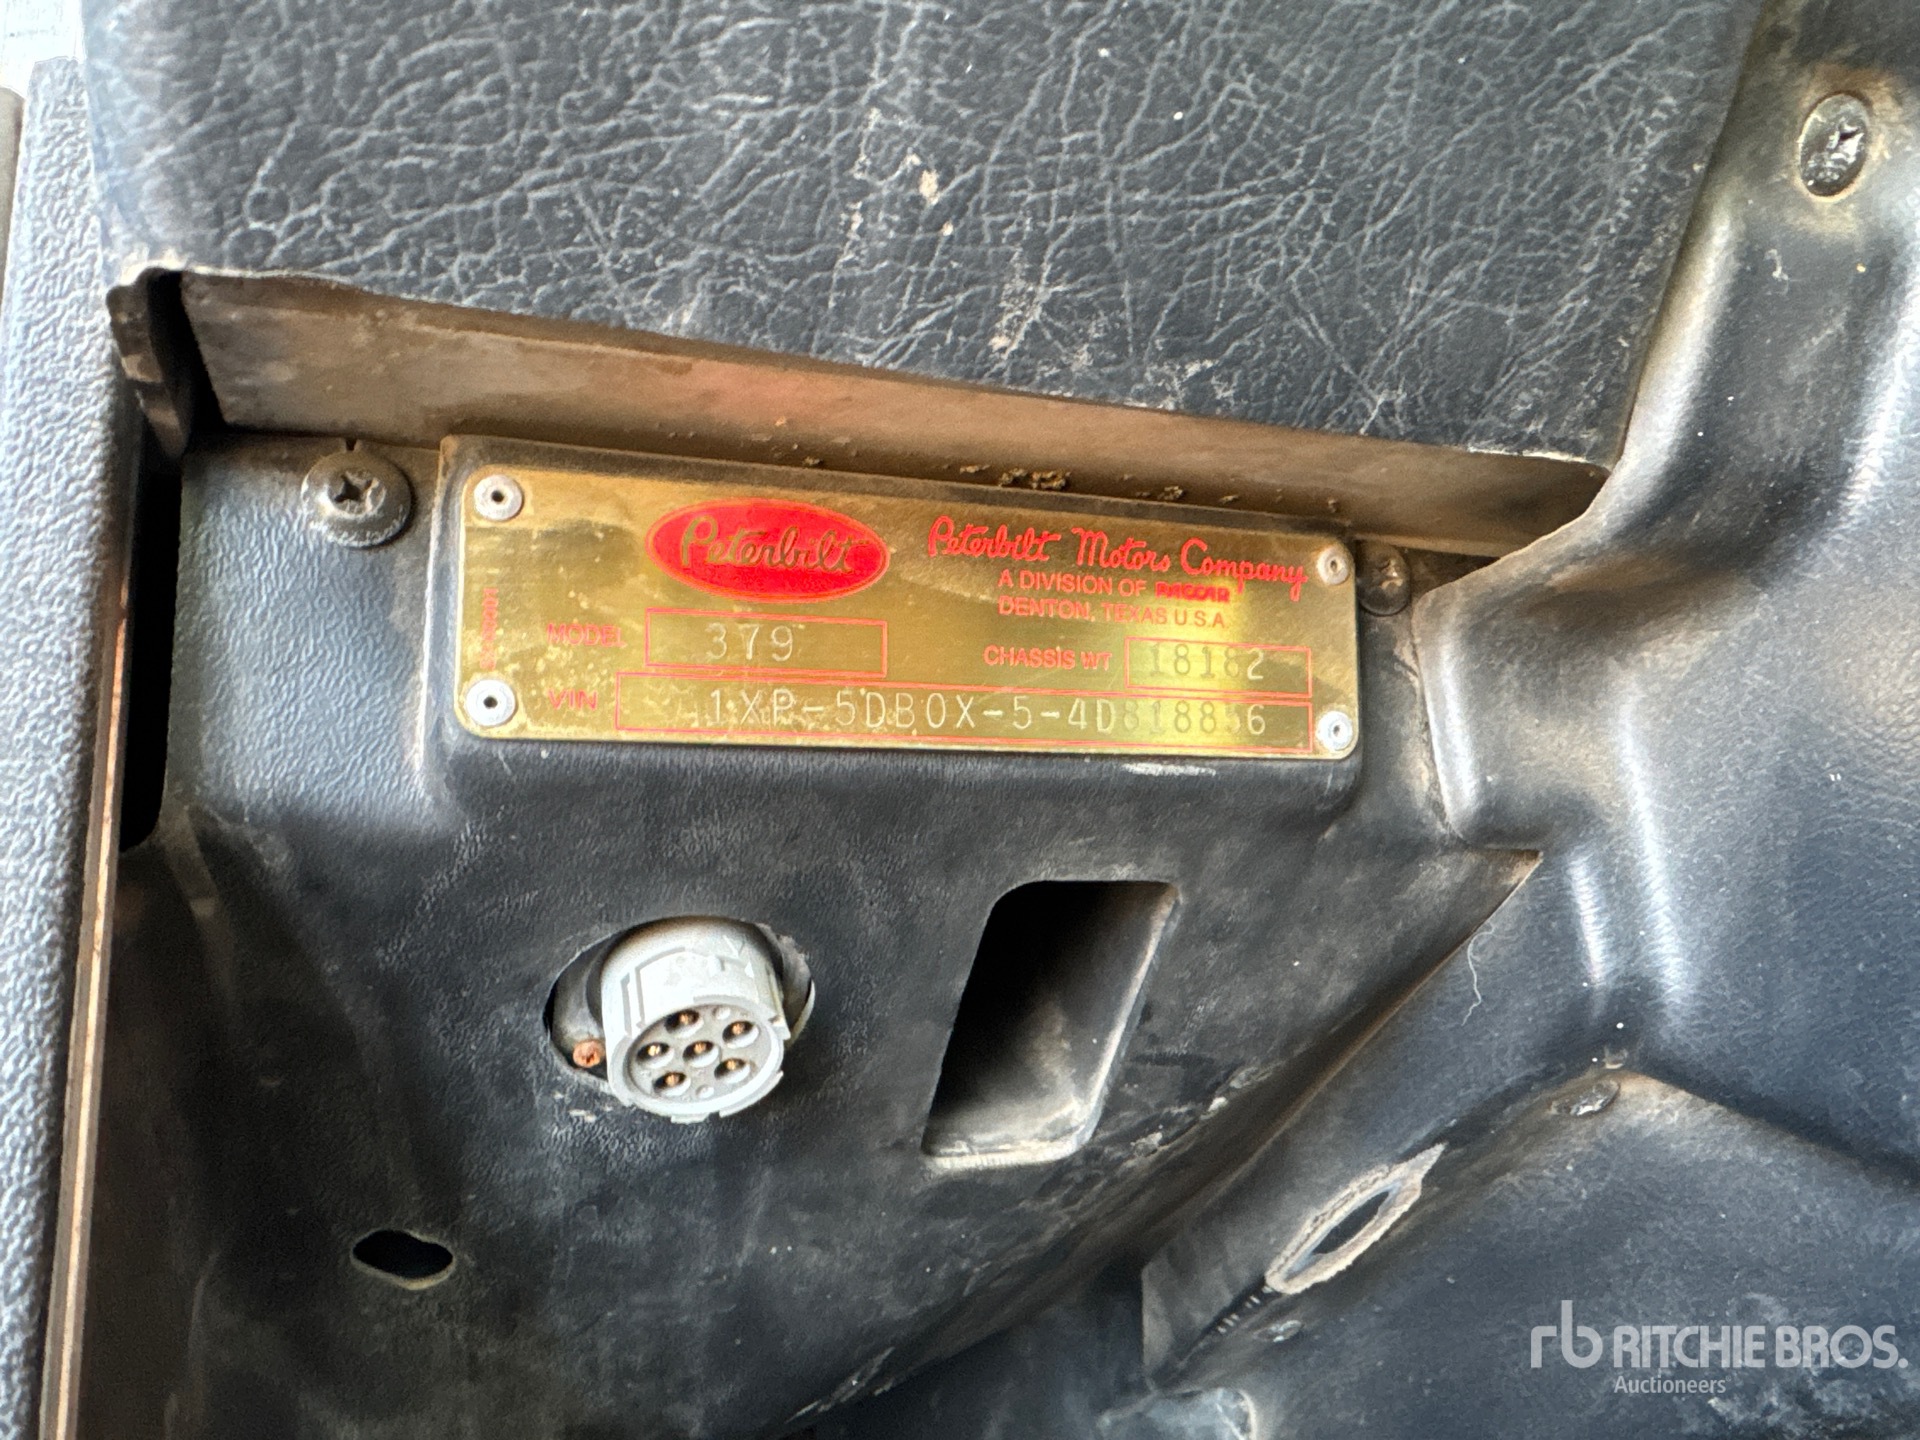 Peterbilt
Peterbilt Motors Company
A DIVISION OF PACCAR
DENTON, TEXAS U.S.A.
MODEL 379
CHASSIS WT 18182
VIN 1XP-5DB0X-5-4D818856
rb RITCHIE BROS.
Auctioneers